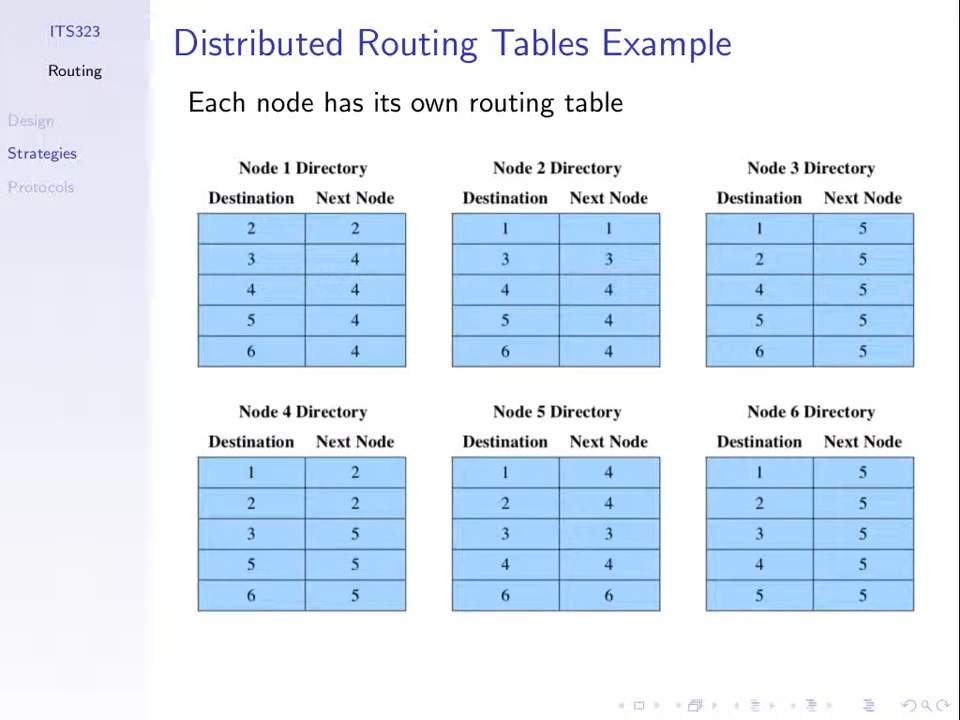 ITS323
Routing
Design
Strategies
Protocols
Distributed Routing Tables Example
Each node has its own routing table
Node 1 Directory
Destination Next Node
2 2
3 4
4 4
5 4
6 4
Node 2 Directory
Destination Next Node
1 1
3 3
4 4
5 4
6 4
Node 3 Directory
Destination Next Node
1 5
2 5
4 5
5 5
6 5
Node 4 Directory
Destination Next Node
1 2
2 2
3 5
5 5
6 5
Node 5 Directory
Destination Next Node
1 4
2 4
3 3
4 4
6 6
Node 6 Directory
Destination Next Node
1 5
2 5
3 5
4 5
5 5